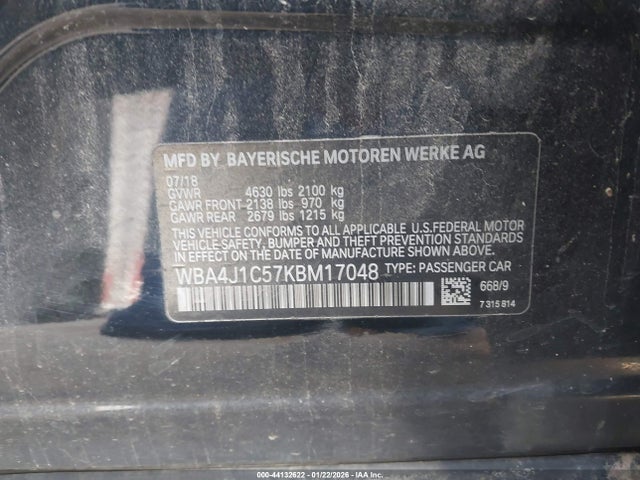 MFD BY BAYERISCHE MOTOREN WERKE AG
07/18
GVWR 4630 lbs 2100 kg
GAWR FRONT 2138 lbs 970 kg
GAWR REAR 2679 lbs 1215 kg
THIS VEHICLE CONFORMS TO ALL APPLICABLE U.S.FEDERAL MOTOR
VEHICLE-SAFETY, BUMPER AND THEFT PREVENTION STANDARDS
IN EFFECT ON THE DATE OF MANUFACTURE SHOWN ABOVE.
WBA4J1C57KBM17048 TYPE: PASSENGER CAR
668/9
7 315 814
000-44132622 - 01/22/2026 - © IAA Inc.